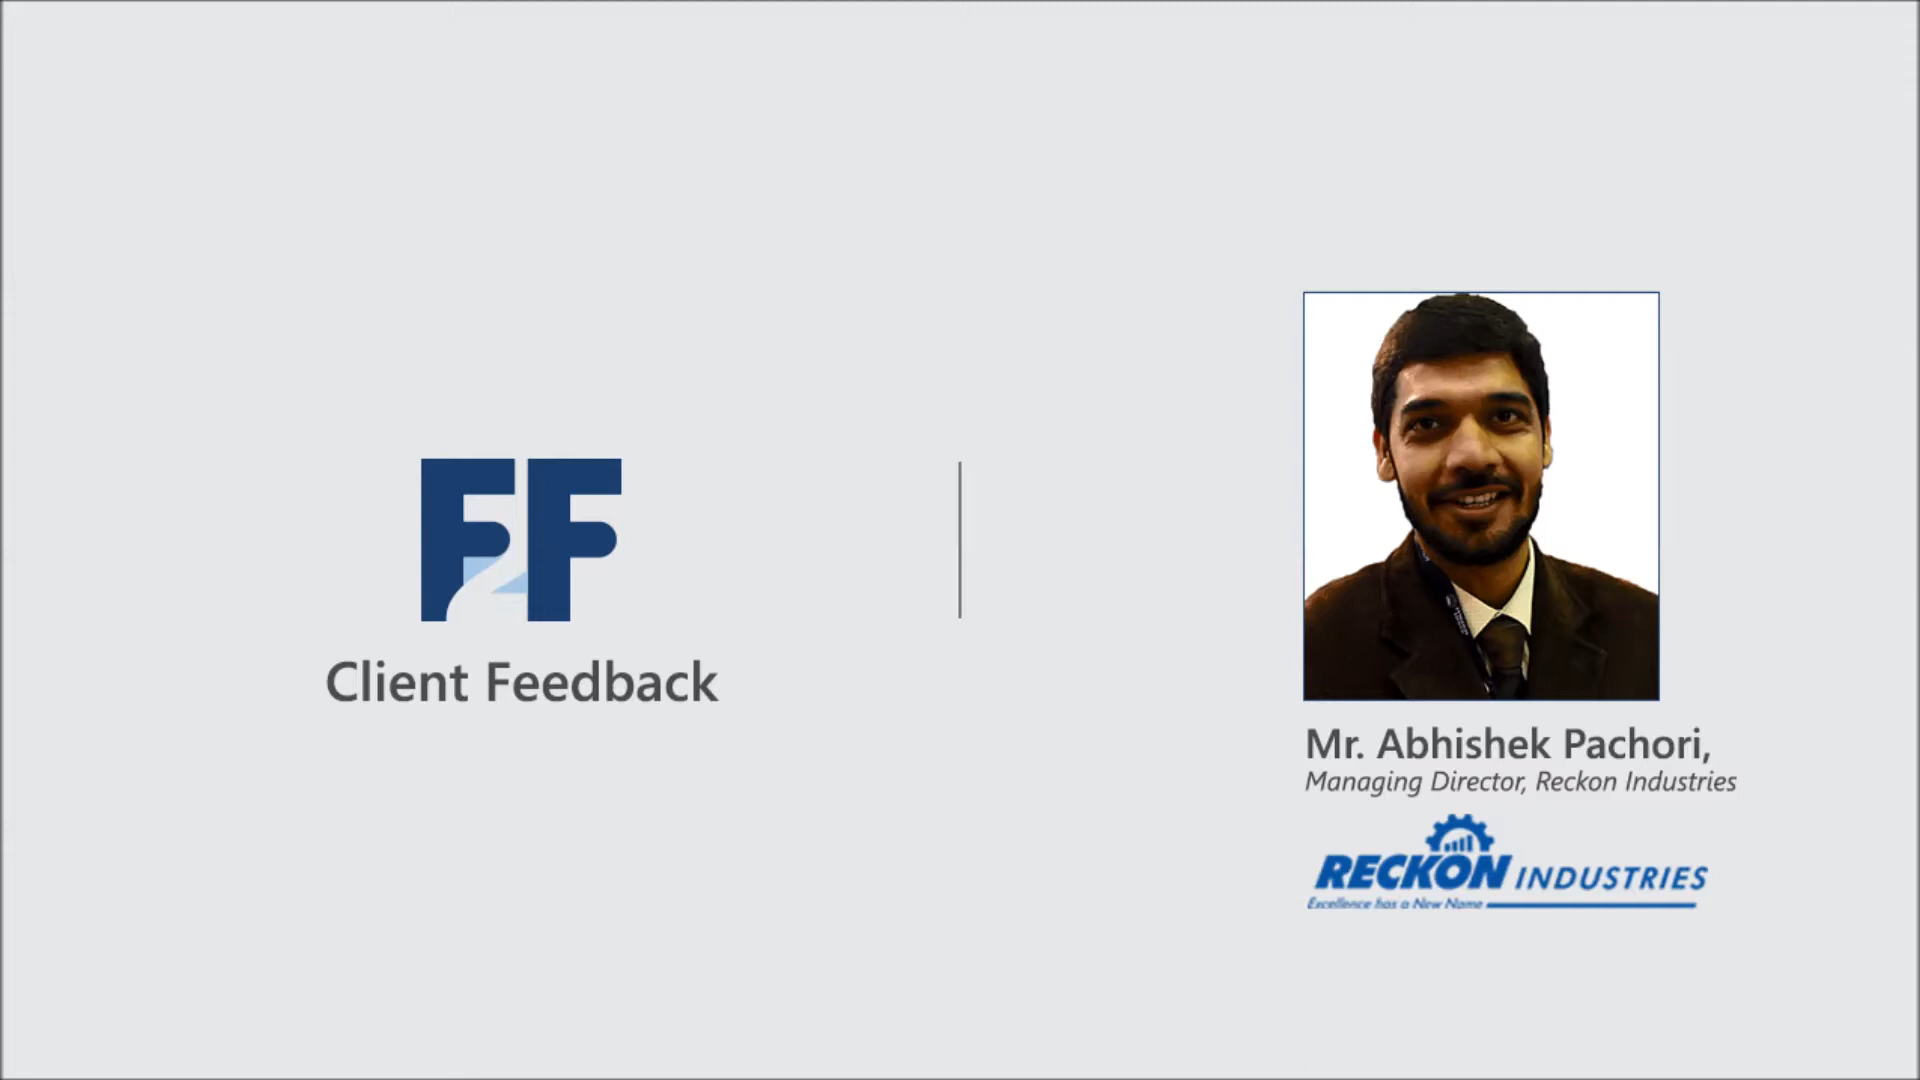 F2F
Client Feedback
Mr. Abhishek Pachori,
Managing Director, Reckon Industries
RECKON INDUSTRIES
Excellence has a New Name